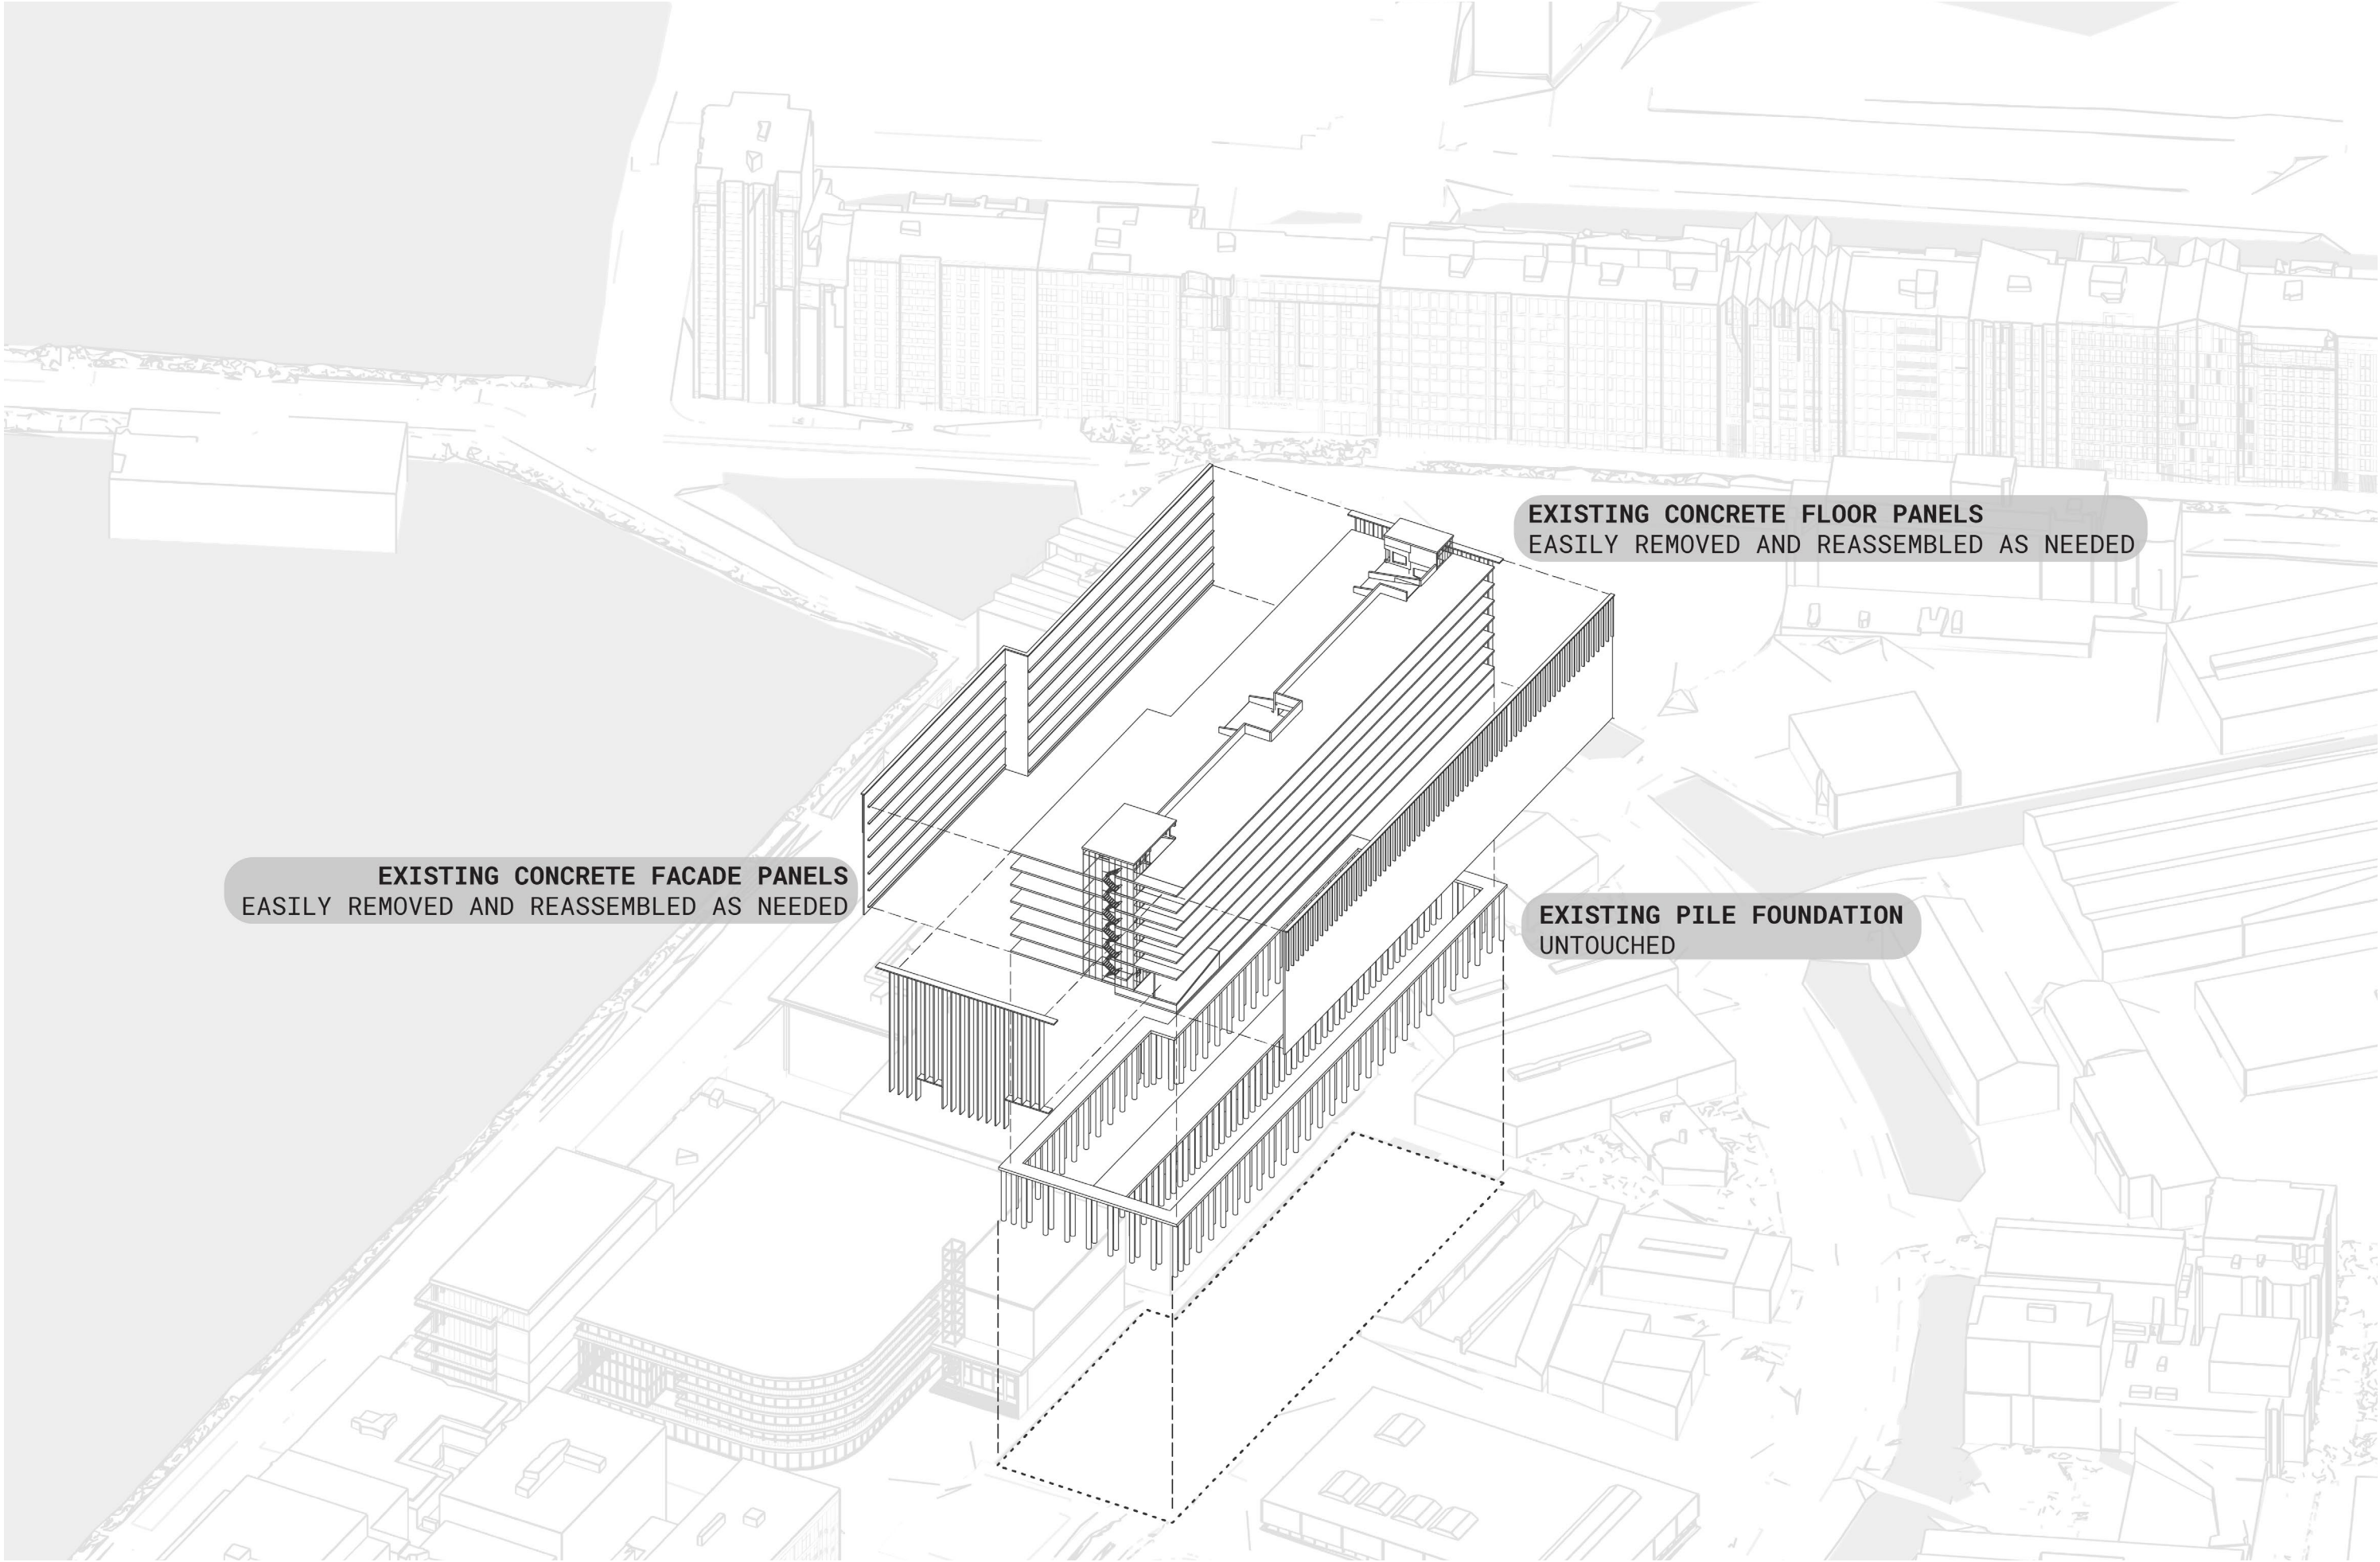 EXISTING CONCRETE FLOOR PANELS
EASILY REMOVED AND REASSEMBLED AS NEEDED
EXISTING CONCRETE FACADE PANELS
EASILY REMOVED AND REASSEMBLED AS NEEDED
EXISTING PILE FOUNDATION
UNTOUCHED